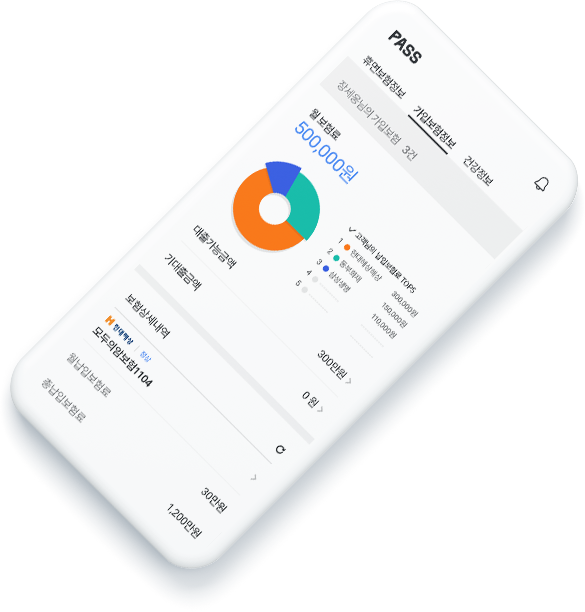 PASS
휴면보험정보 가입보험정보 건강정보
장세웅님의 가입보험 3건
월 보험료
500,000원
고객님의 납입보험료 TOP5
1 현대해상화상 300,000원
2 동부화재 150,000원
3 삼성생명 110,000원
4
5
대출가능금액 300만원
기대출금액 0 원
보험상세내역
현대해상 정상
모두의암보험1104
월납입보험료 30만원
총납입보험료 1,200만원